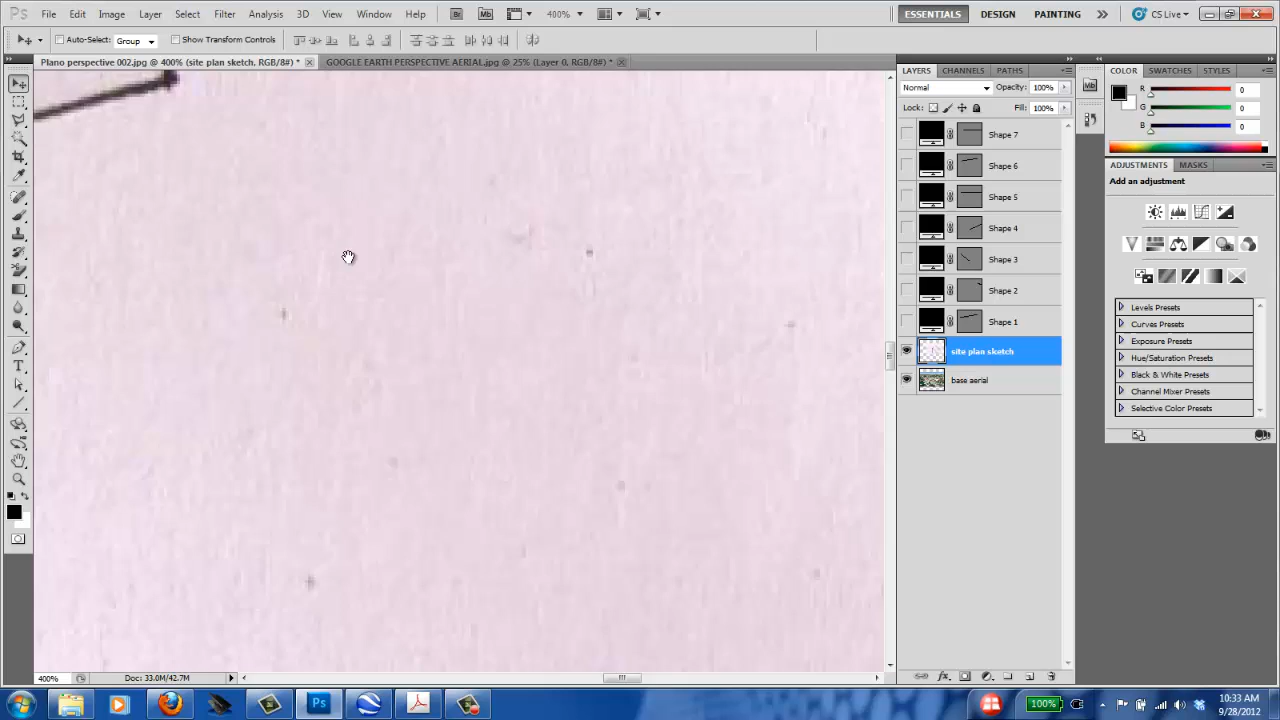 Ps File Edit Image Layer Select Filter Analysis 3D View Window Help Br Mb 400% ESSENTIALS DESIGN PAINTING CS Live
Auto-Select: Group Show Transform Controls
Plano perspective 002.jpg @ 400% (site plan sketch, RGB/8#) * GOOGLE EARTH PERSPECTIVE AERIAL.jpg @ 25% (Layer 0, RGB/8#) *
LAYERS CHANNELS PATHS
Normal Opacity: 100%
Lock: Fill: 100%
Shape 7
Shape 6
Shape 5
Shape 4
Shape 3
Shape 2
Shape 1
site plan sketch
base aerial
Mb
COLOR SWATCHES STYLES
R 0
G 0
B 0
ADJUSTMENTS MASKS
Add an adjustment
Levels Presets
Curves Presets
Exposure Presets
Hue/Saturation Presets
Black & White Presets
Channel Mixer Presets
Selective Color Presets
400% Doc: 33.0M/42.7M
Ps 100% 10:33 AM
9/28/2012